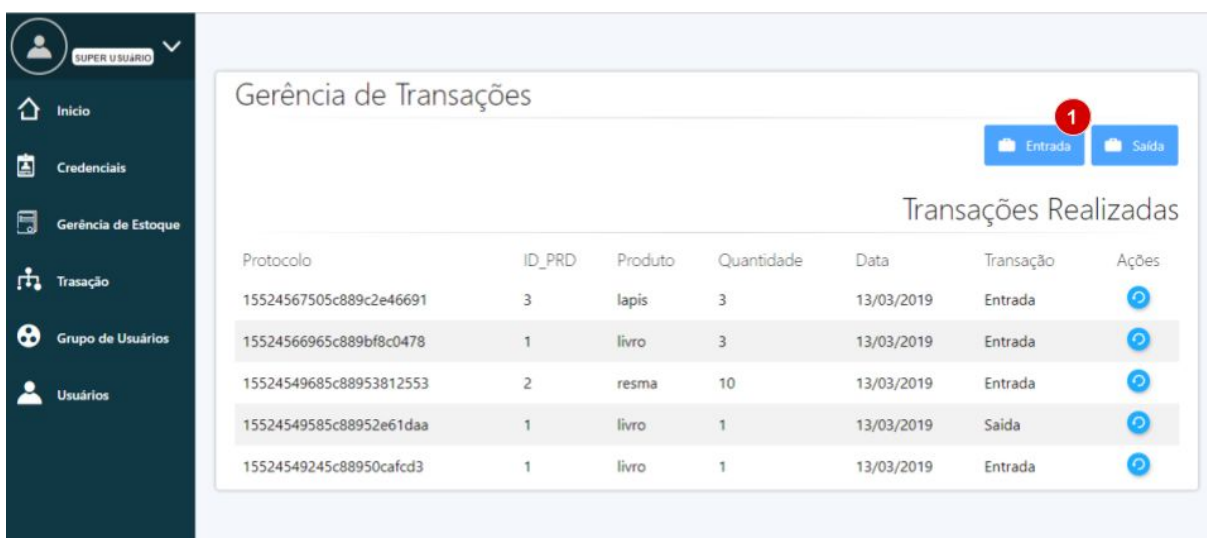 SUPER USUáRIO
Inicio
Credenciais
Gerência de Estoque
Trasação
Grupo de Usuários
Usuários
Gerência de Transações
1
Entrada Saída
Transações Realizadas
Protocolo ID_PRD Produto Quantidade Data Transação Ações
15524567505c889c2e46691 3 lapis 3 13/03/2019 Entrada
15524566965c889bf8c0478 1 livro 3 13/03/2019 Entrada
15524549685c88953812553 2 resma 10 13/03/2019 Entrada
15524549585c88952e61daa 1 livro 1 13/03/2019 Saida
15524549245c88950cafcd3 1 livro 1 13/03/2019 Entrada